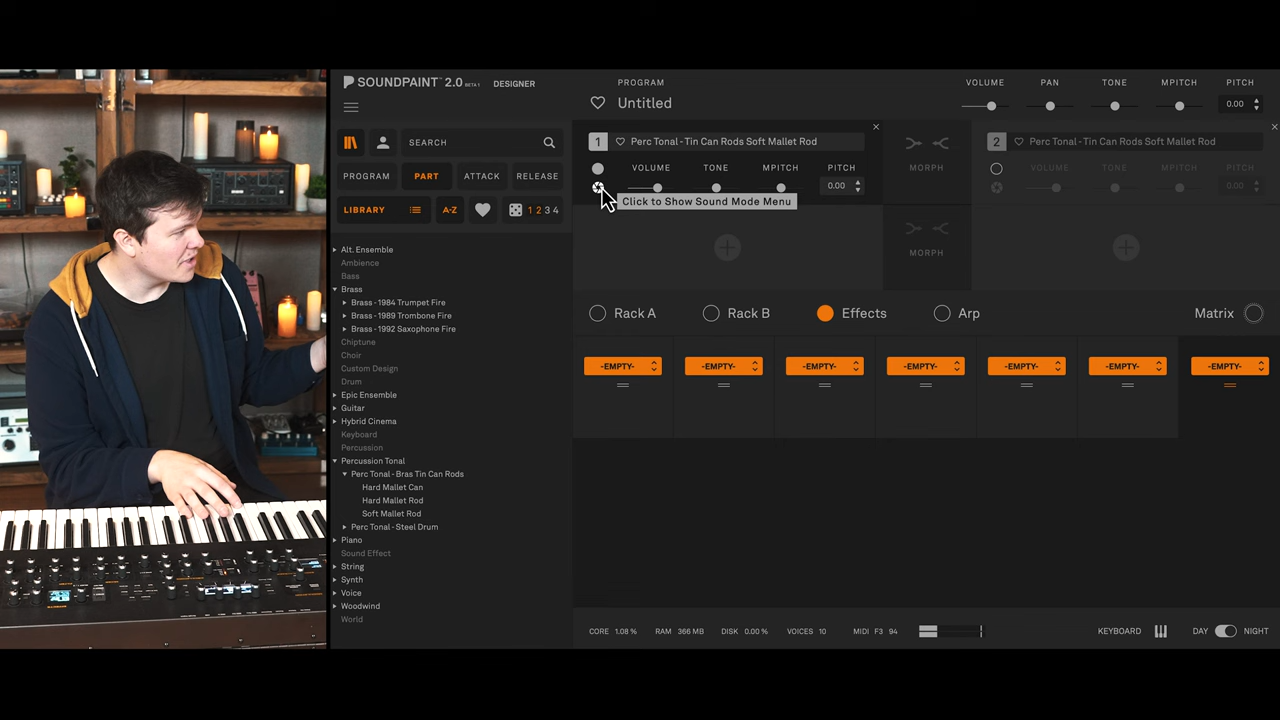 SOUNDPAINT™ 2.0 BETA 1 DESIGNER
PROGRAM
Untitled
VOLUME PAN TONE MPITCH PITCH
0.00
SEARCH
PROGRAM PART ATTACK RELEASE
LIBRARY A-Z 1 2 3 4
Alt. Ensemble
Ambience
Bass
Brass
Brass - 1984 Trumpet Fire
Brass - 1989 Trombone Fire
Brass - 1992 Saxophone Fire
Chiptune
Choir
Custom Design
Drum
Epic Ensemble
Guitar
Hybrid Cinema
Keyboard
Percussion
Percussion Tonal
Perc Tonal - Bras Tin Can Rods
Hard Mallet Can
Hard Mallet Rod
Soft Mallet Rod
Perc Tonal - Steel Drum
Piano
Sound Effect
String
Synth
Voice
Woodwind
World
1 Perc Tonal - Tin Can Rods Soft Mallet Rod
VOLUME TONE MPITCH PITCH
0.00
Click to Show Sound Mode Menu
MORPH
MORPH
2 Perc Tonal - Tin Can Rods Soft Mallet Rod
VOLUME TONE MPITCH PITCH
0.00
Rack A Rack B Effects Arp Matrix
-EMPTY- -EMPTY- -EMPTY- -EMPTY- -EMPTY- -EMPTY- -EMPTY-
CORE 1.08 % RAM 366 MB DISK 0.00 % VOICES 10 MIDI F3 94
KEYBOARD DAY NIGHT